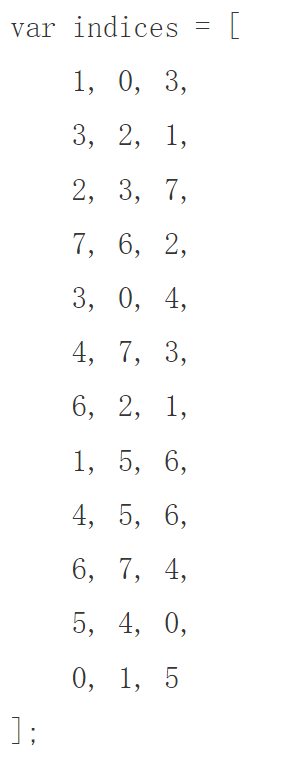 var indices = [
    1, 0, 3,
    3, 2, 1,
    2, 3, 7,
    7, 6, 2,
    3, 0, 4,
    4, 7, 3,
    6, 2, 1,
    1, 5, 6,
    4, 5, 6,
    6, 7, 4,
    5, 4, 0,
    0, 1, 5
];